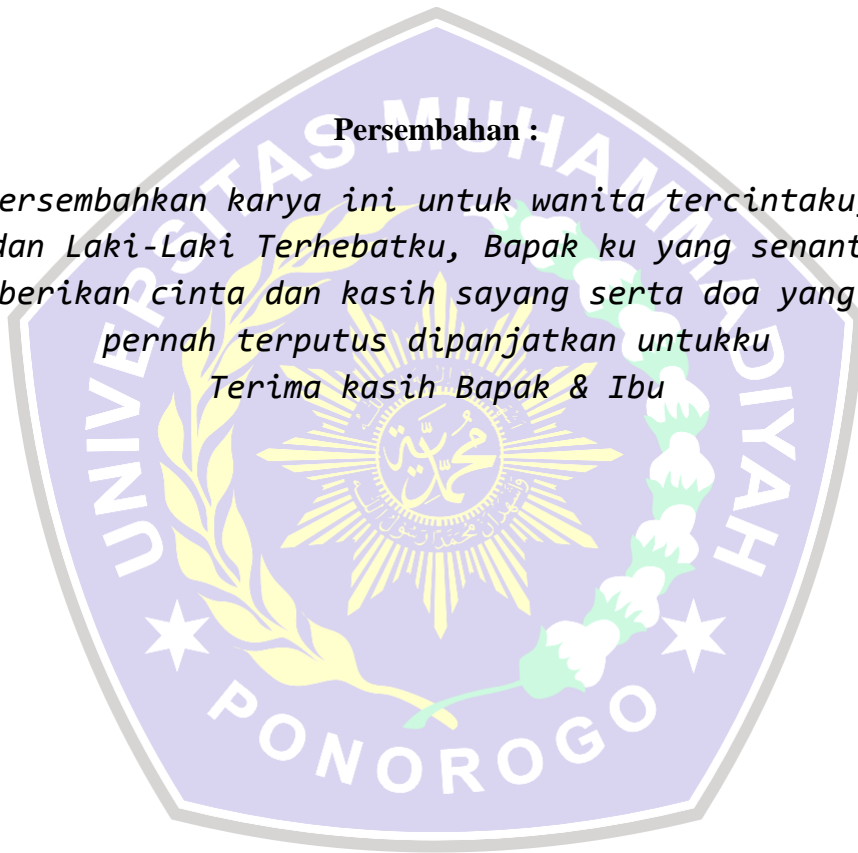 Persembahan :
ersembahkan karya ini untuk wanita tercintaku,
dan Laki-Laki Terhebatku, Bapak ku yang senant
berikan cinta dan kasih sayang serta doa yang
pernah terputus dipanjatkan untukku
Terima kasih Bapak & Ibu
UNIVERSITAS MUHAMMADIYAH
محمدية
PONOROGO